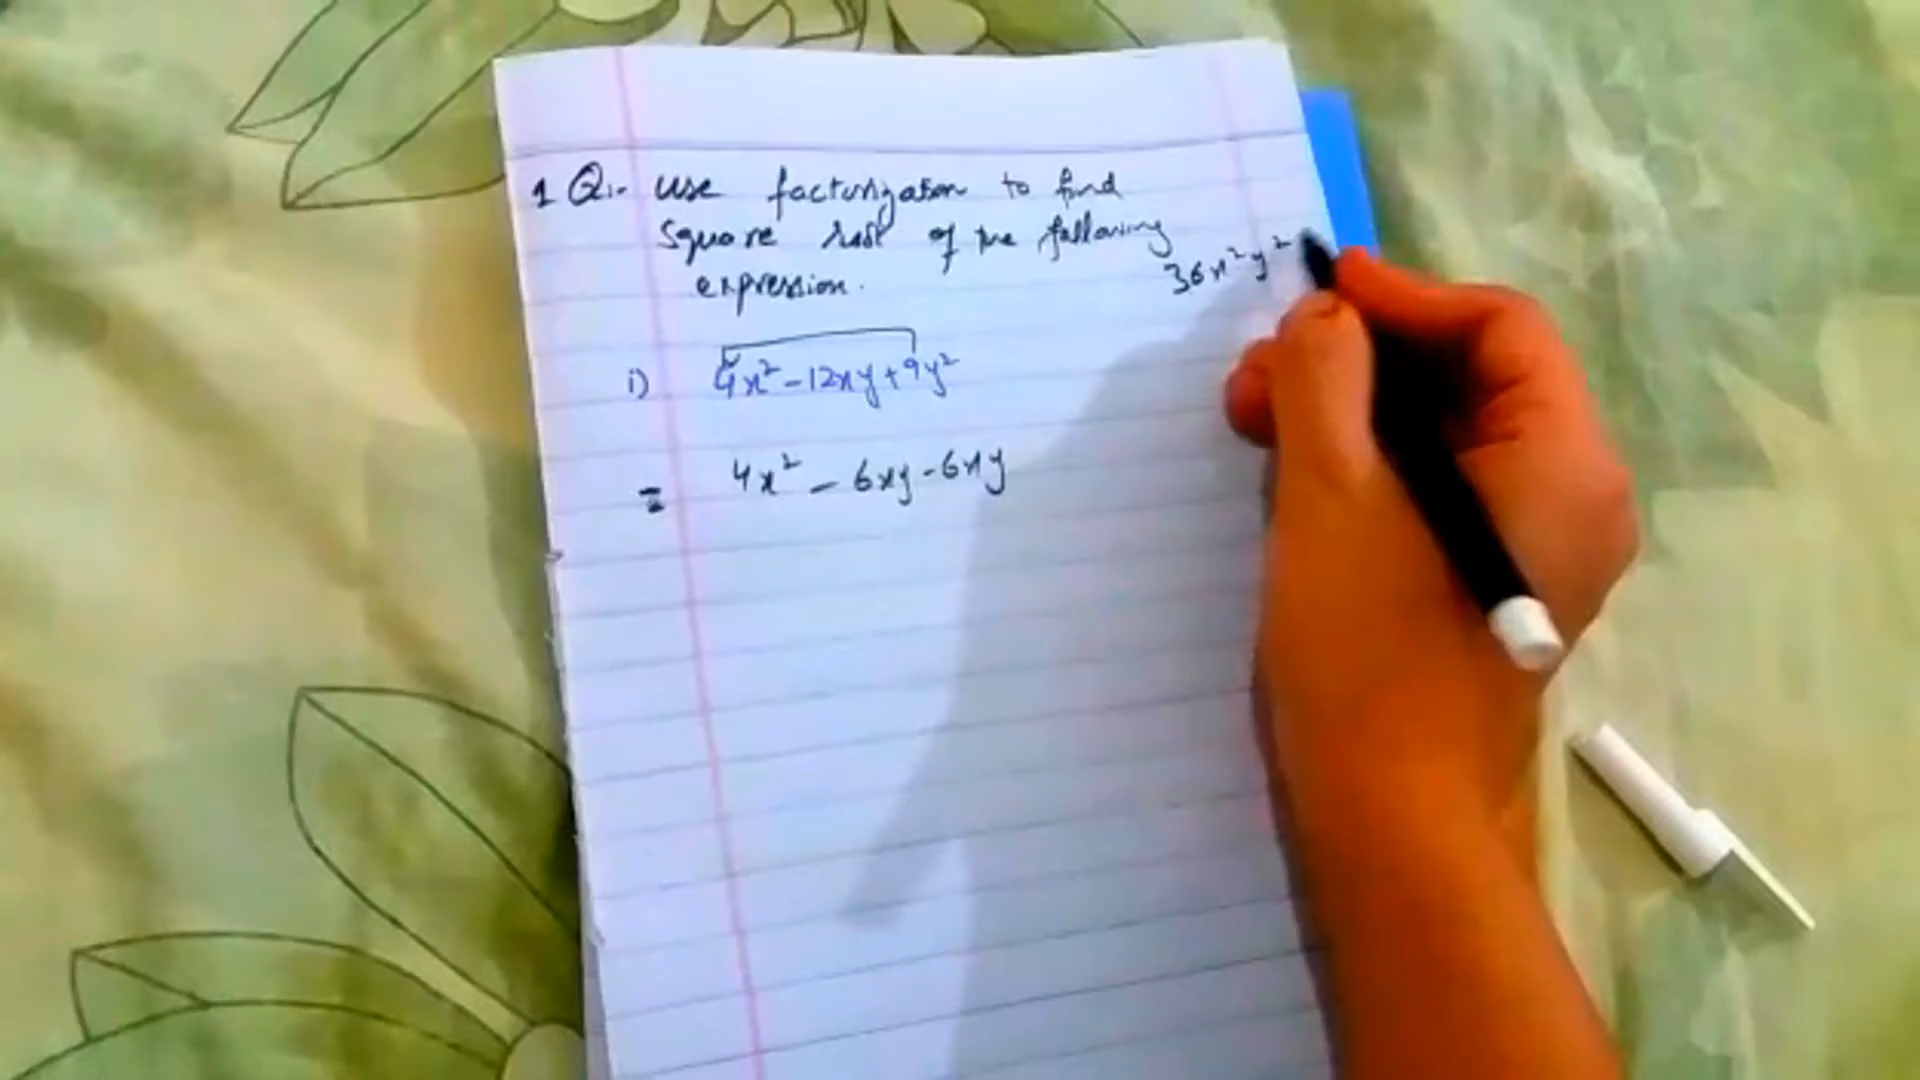 1 Q:- Use factorization to find
square root of the following
expression.
36x²y²
i) 4x² - 12xy + 9y²
= 4x² - 6xy - 6xy